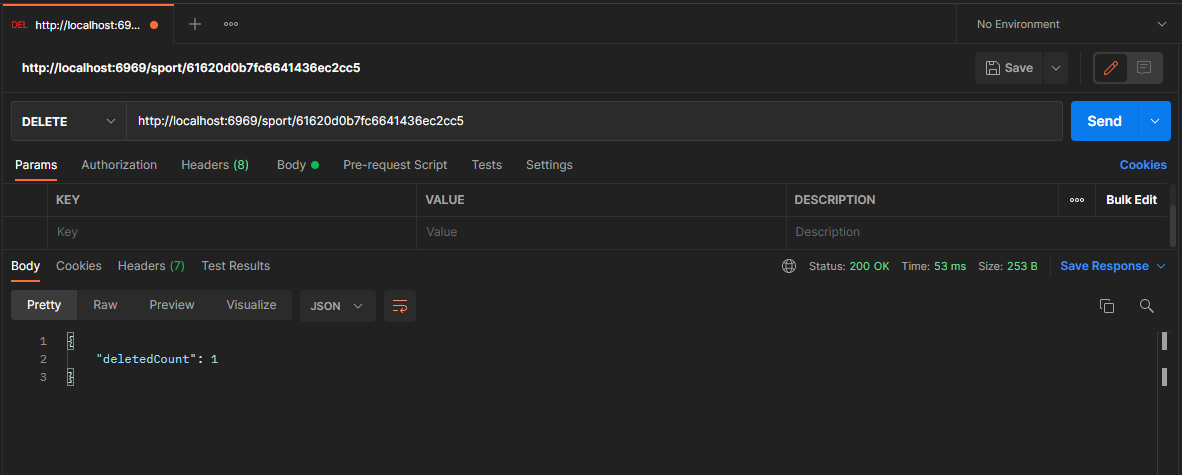 DEL http://localhost:69... No Environment
http://localhost:6969/sport/61620d0b7fc6641436ec2cc5 Save
DELETE http://localhost:6969/sport/61620d0b7fc6641436ec2cc5 Send
Params Authorization Headers (8) Body Pre-request Script Tests Settings Cookies
KEY VALUE DESCRIPTION Bulk Edit
Key Value Description
Body Cookies Headers (7) Test Results Status: 200 OK Time: 53 ms Size: 253 B Save Response
Pretty Raw Preview Visualize JSON
1 {
2 "deletedCount": 1
3 }